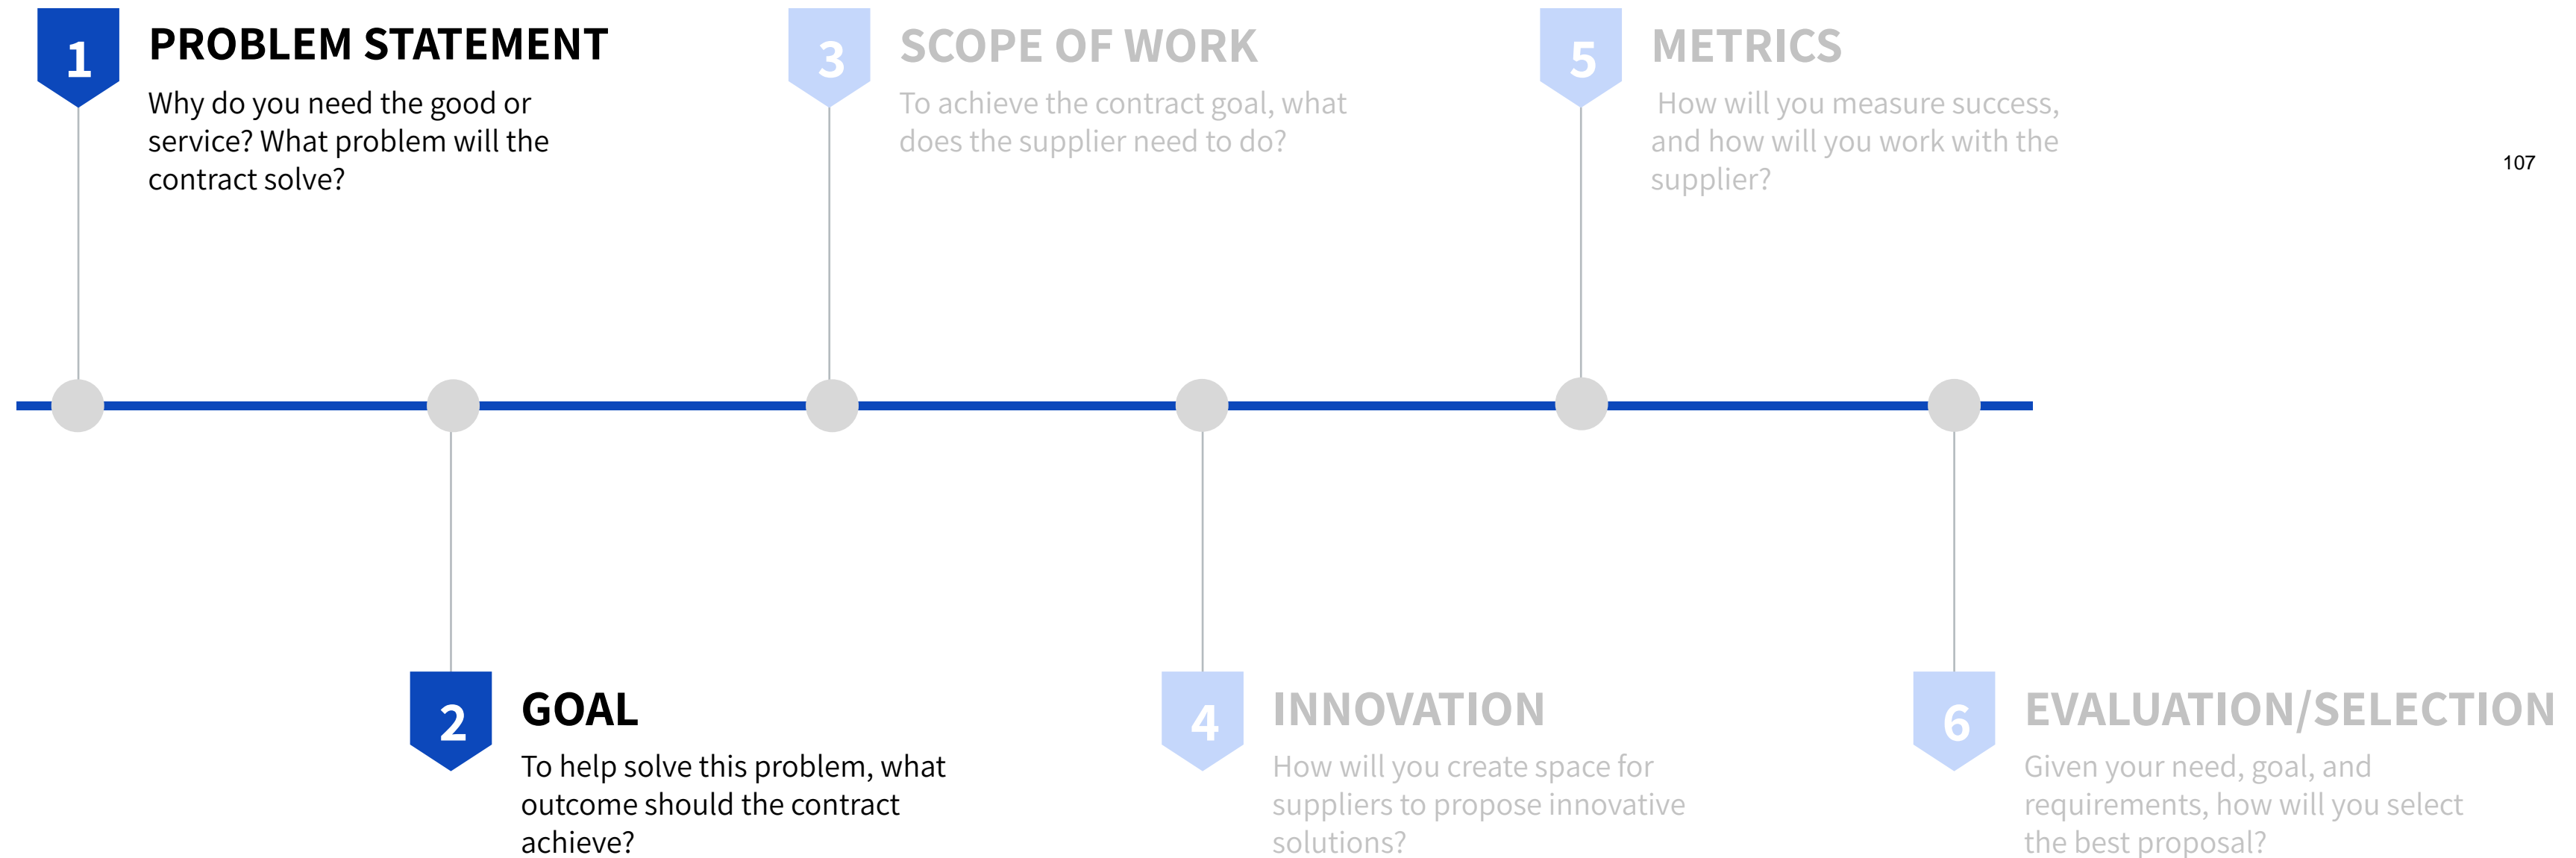 1
PROBLEM STATEMENT
Why do you need the good or
service? What problem will the
contract solve?
2
GOAL
To help solve this problem, what
outcome should the contract
achieve?
3
SCOPE OF WORK
To achieve the contract goal, what
does the supplier need to do?
4
INNOVATION
How will you create space for
suppliers to propose innovative
solutions?
5
METRICS
How will you measure success,
and how will you work with the
supplier?
6
EVALUATION/SELECTION
Given your need, goal, and
requirements, how will you select
the best proposal?
107